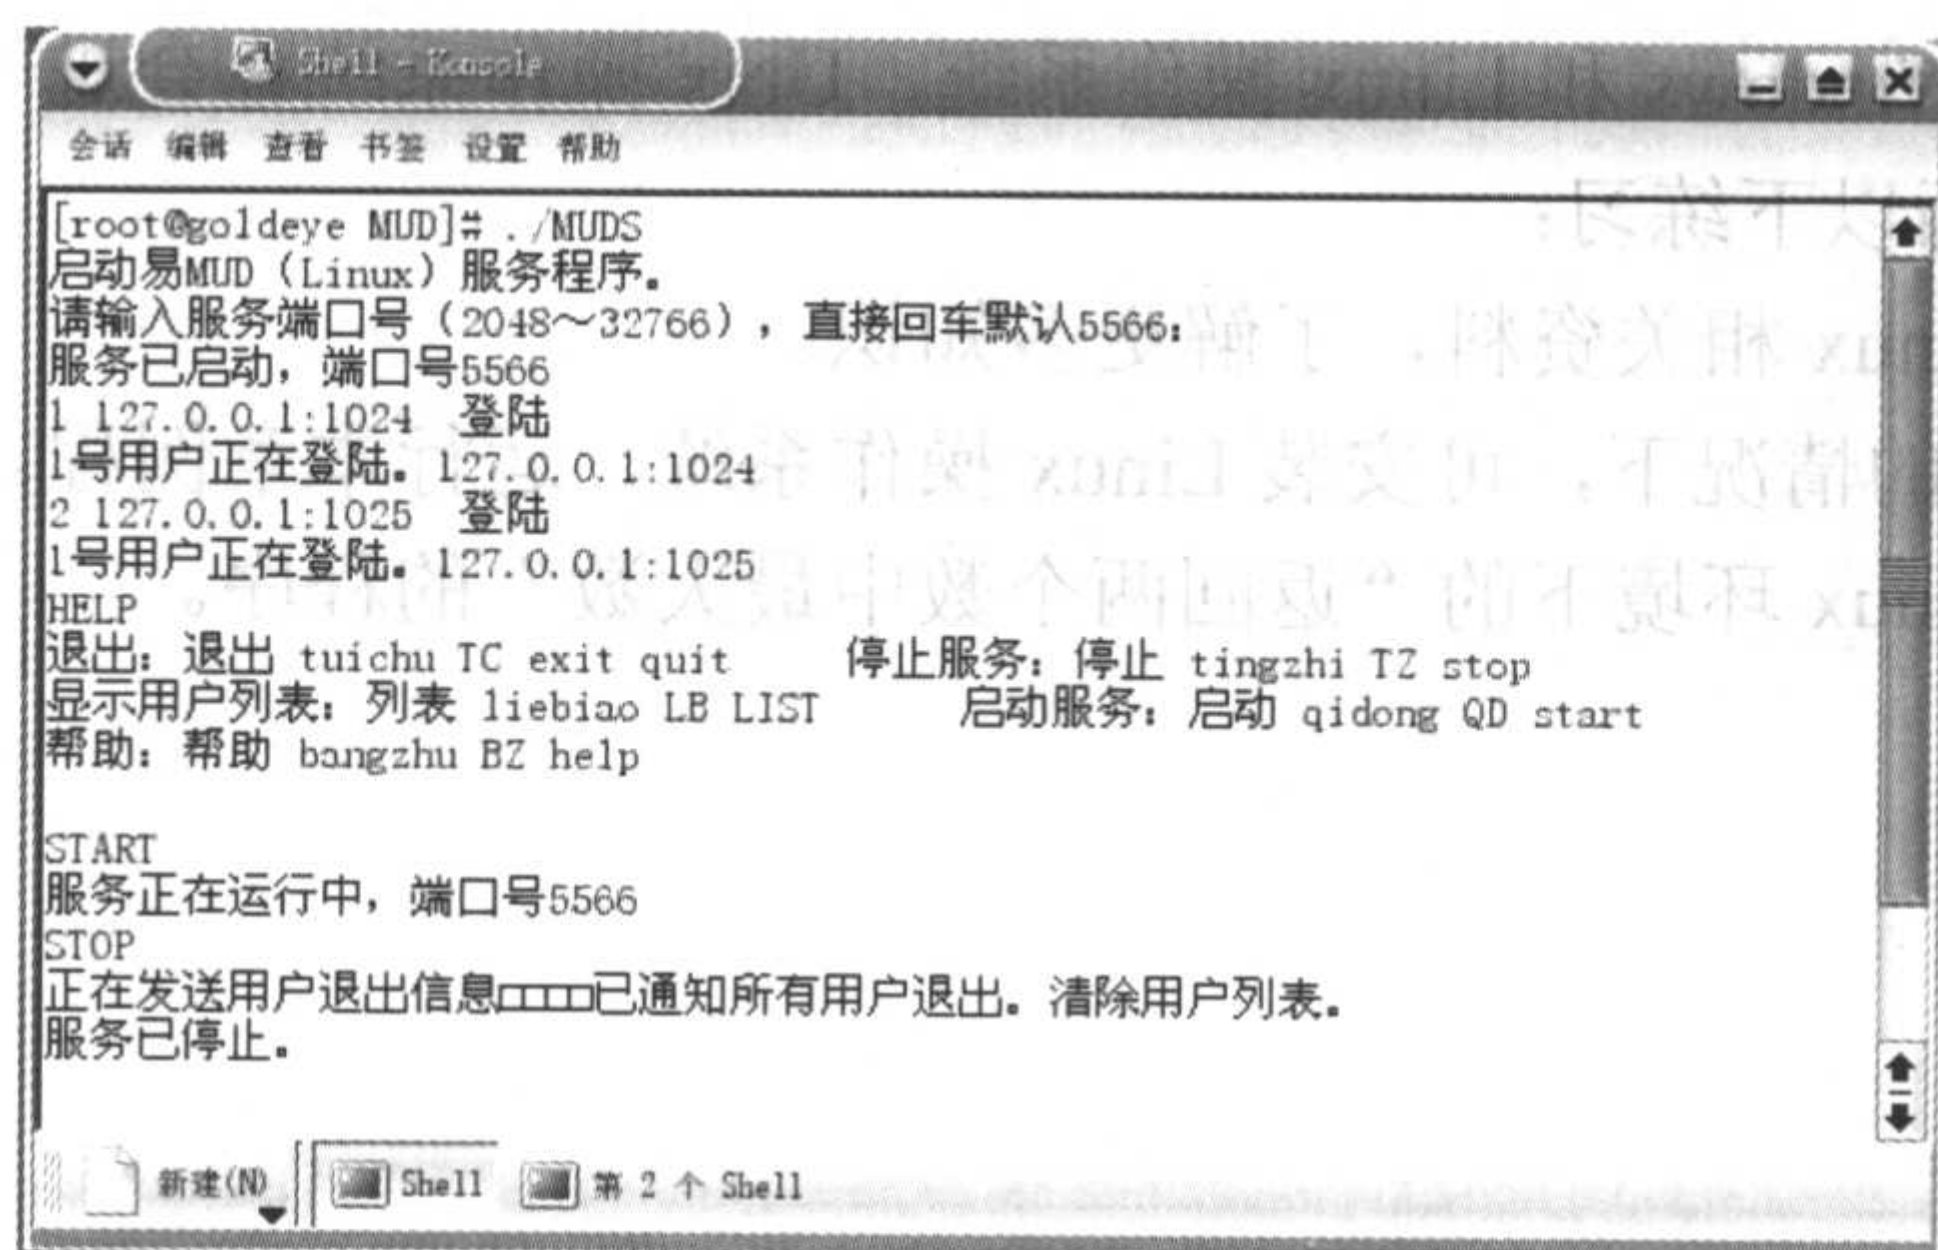 Shell - Konsole
会话 编辑 查看 书签 设置 帮助
[root@goldeye MUD]# ./MUDS
启动易MUD（Linux）服务程序。
请输入服务端口号（2048～32766），直接回车默认5566：
服务已启动，端口号5566
1 127.0.0.1:1024 登陆
1号用户正在登陆。127.0.0.1:1024
2 127.0.0.1:1025 登陆
1号用户正在登陆。127.0.0.1:1025
HELP
退出：退出 tuichu TC exit quit 停止服务：停止 tingzhi TZ stop
显示用户列表：列表 liebiao LB LIST 启动服务：启动 qidong QD start
帮助：帮助 bangzhu BZ help
START
服务正在运行中，端口号5566
STOP
正在发送用户退出信息□□□□已通知所有用户退出。清除用户列表。
服务已停止。
新建(N) Shell 第 2 个 Shell